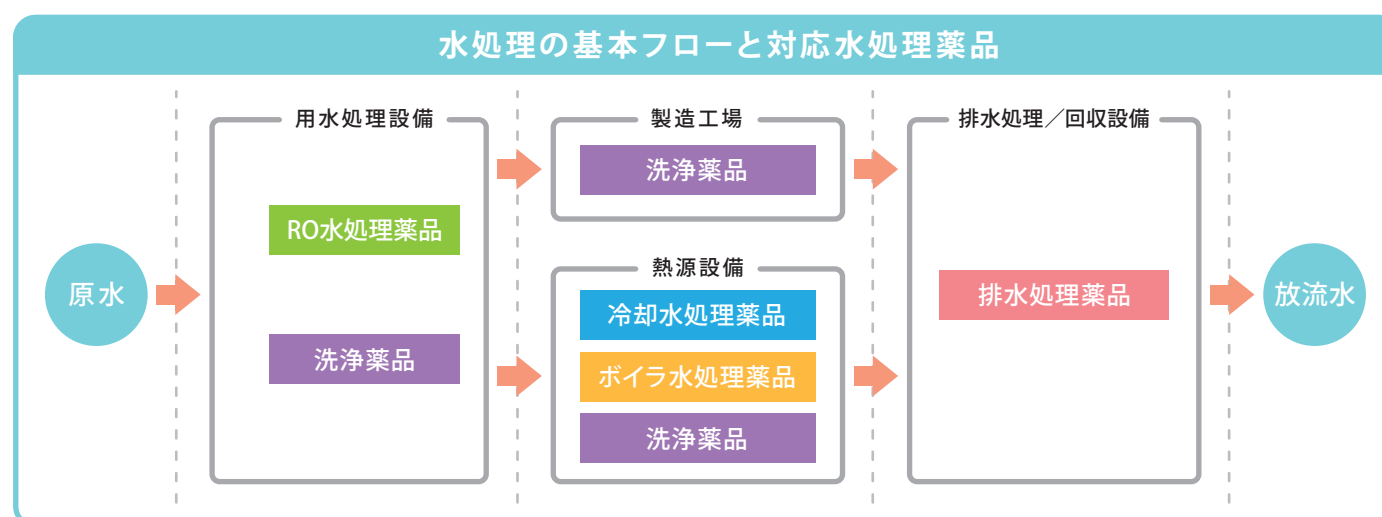 水処理の基本フローと対応水処理薬品
原水
用水処理設備
RO水処理薬品
洗浄薬品
製造工場
洗浄薬品
熱源設備
冷却水処理薬品
ボイラ水処理薬品
洗浄薬品
排水処理／回収設備
排水処理薬品
放流水